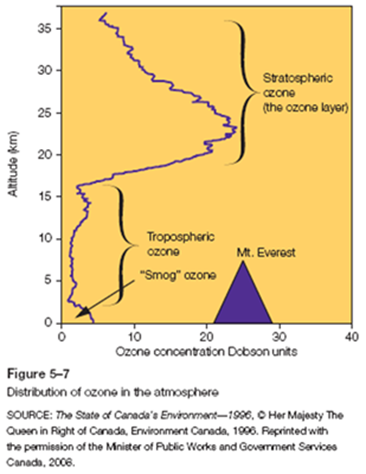 35
30
25
20
15
10
5
0
Altitude (km)
Stratospheric
ozone
(the ozone layer)
Tropospheric
ozone
"Smog" ozone
Mt. Everest
0 10 20 30 40
Ozone concentration Dobson units
Figure 5–7
Distribution of ozone in the atmosphere
SOURCE: The State of Canada's Environment—1996, © Her Majesty The
Queen in Right of Canada, Environment Canada, 1996. Reprinted with
the permission of the Minister of Public Works and Government Services
Canada, 2006.